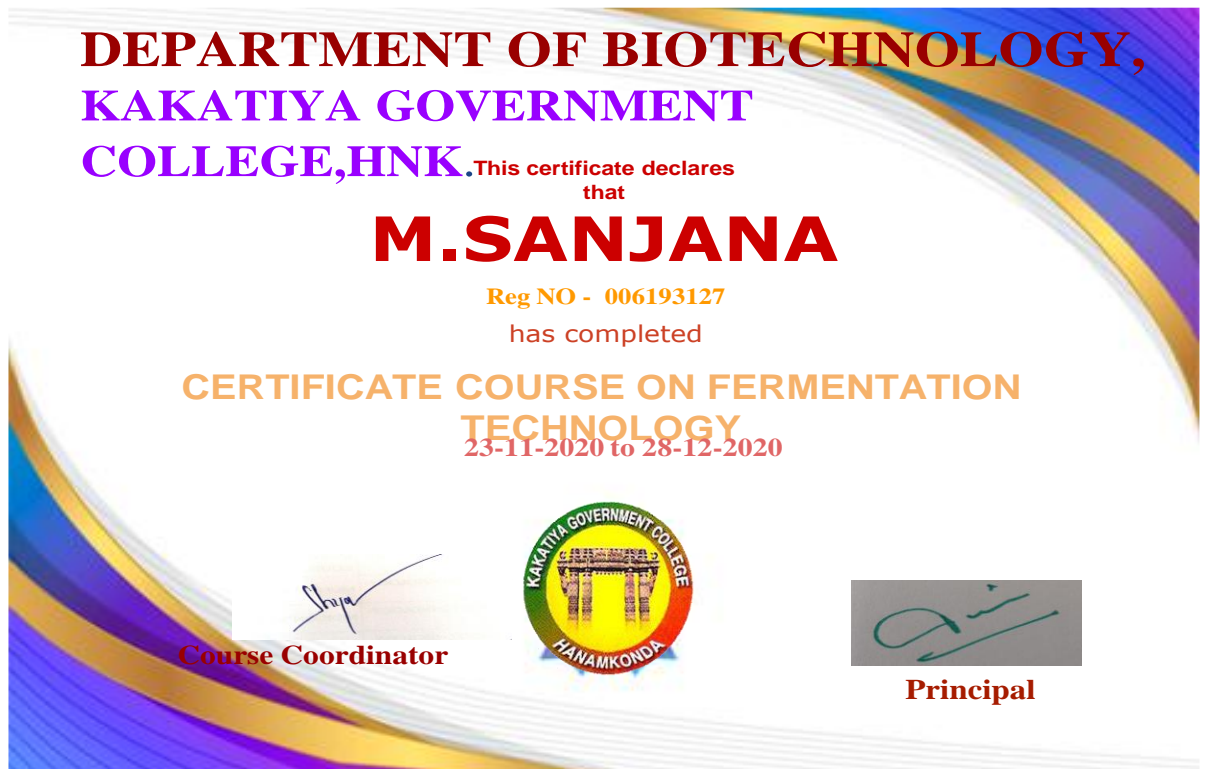 DEPARTMENT OF BIOTECHNOLOGY,
KAKATIYA GOVERNMENT
COLLEGE,HNK.This certificate declares
that
M.SANJANA
Reg NO - 006193127
has completed
CERTIFICATE COURSE ON FERMENTATION
TECHNOLOGY
23-11-2020 to 28-12-2020
KAKATIYA GOVERNMENT COLLEGE
HANAMKONDA
Course Coordinator
Principal